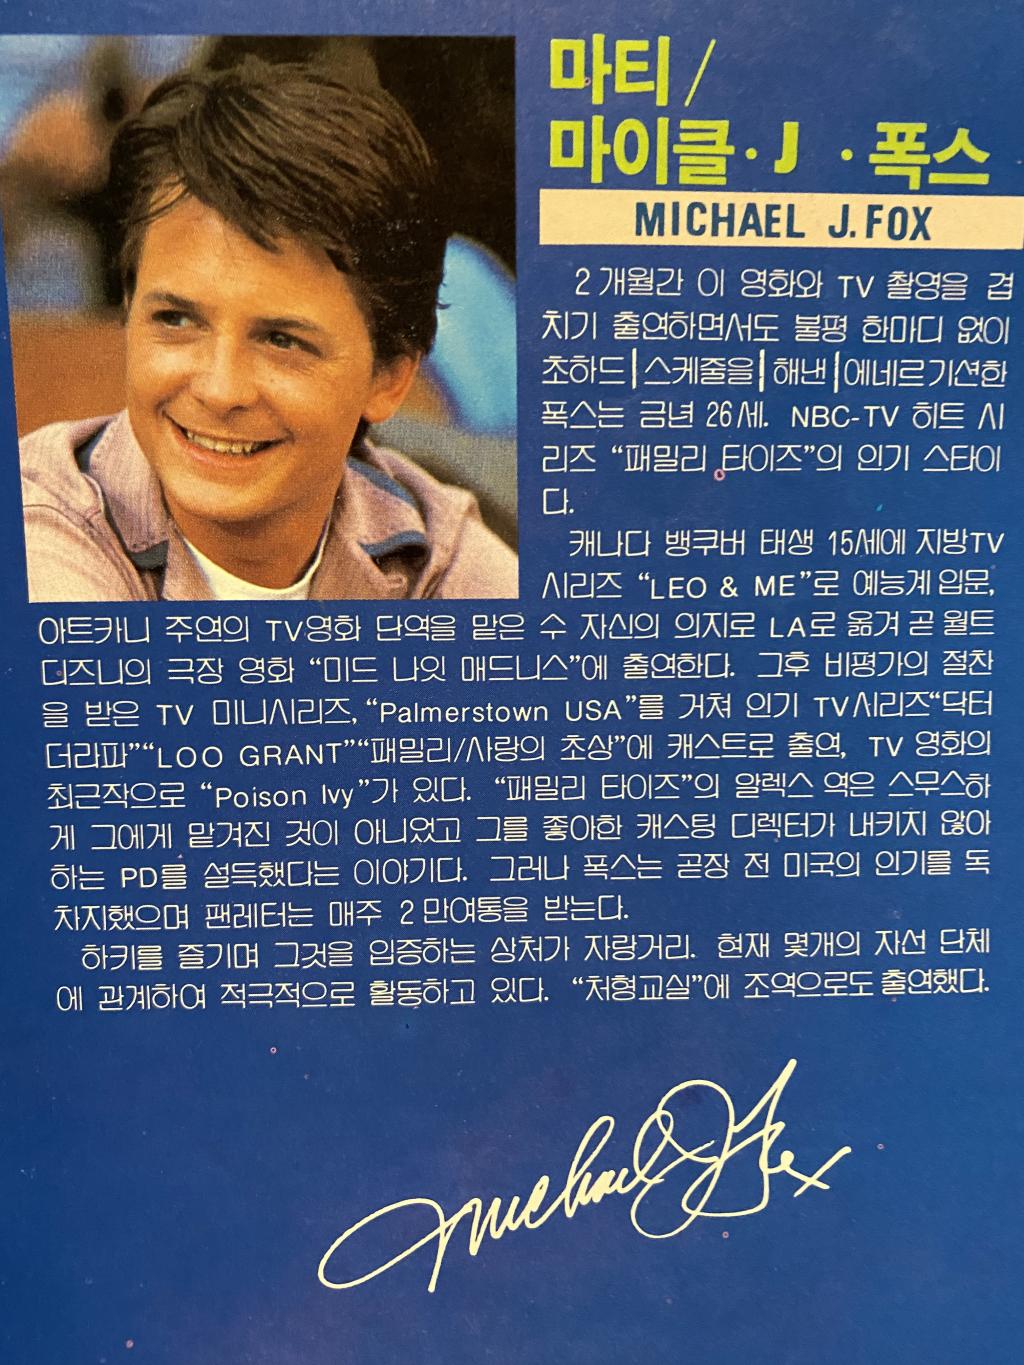 마티/
마이클·J·폭스
MICHAEL J. FOX
2개월간 이 영화와 TV 촬영을 겹
치기 출연하면서도 불평 한마디 없이
초하드|스케줄을|해낸|에네르기션한
폭스는 금년 26세. NBC-TV 히트 시
리즈 “패밀리 타이즈”의 인기 스타이
다.
캐나다 뱅쿠버 태생 15세에 지방TV
시리즈 “LEO & ME”로 예능계입문,
아트카니 주연의 TV영화 단역을 맡은 수 자신의 의지로 LA로 옮겨 곧 월트
디즈니의 극장 영화 “미드 나잇 매드니스”에 출연한다. 그후 비평가의 절찬
을 받은 TV 미니시리즈, “Palmerstown USA”를 거쳐 인기 TV시리즈“닥터
더라파”“LOO GRANT”“패밀리/사랑의 초상”에 캐스트로 출연, TV 영화의
최근작으로 “Poison Ivy”가 있다. “패밀리 타이즈”의 알렉스 역은 스무스하
게 그에게 맡겨진 것이 아니었고 그를 좋아한 캐스팅 디렉터가 내키지 않아
하는 PD를 설득했다는 이야기다. 그러나 폭스는 곧장 전 미국의 인기를 독
차지했으며 팬레터는 매주 2만여통을 받는다.
하키를 즐기며 그것을 입증하는 상처가 자랑거리. 현재 몇개의 자선 단체
에 관계하여 적극적으로 활동하고 있다. “처형교실”에 조역으로도 출연했다.
Michael J. Fox